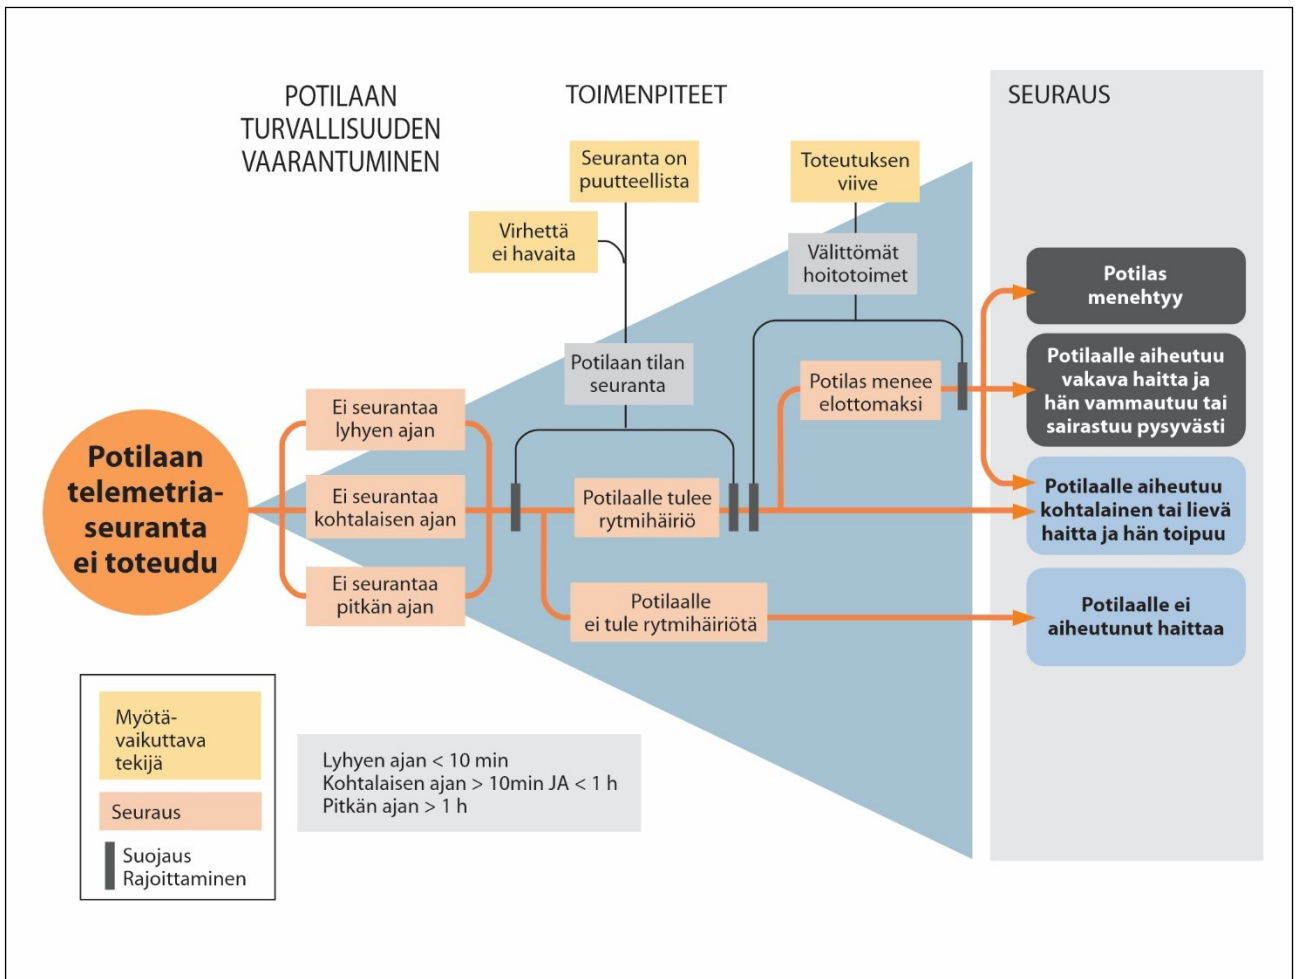 POTILAAN
TURVALLISUUDEN
VAARANTUMINEN
TOIMENPITEET
SEURAUS
Seuranta on
puutteellista
Toteutuksen
viive
Virhettä
ei havaita
Välittömät
hoitotoimet
Potilas
menehtyy
Potilaan tilan
seuranta
Potilas menee
elottomaksi
Potilaalle aiheutuu
vakava haitta ja
hän vammautuu tai
sairastuu pysyvästi
Ei seurantaa
lyhyen ajan
Potilaan
telemetria-
seuranta
ei toteudu
Ei seurantaa
kohtalaisen ajan
Potilaalle tulee
rytmihäiriö
Potilaalle aiheutuu
kohtalainen tai lievä
haitta ja hän toipuu
Ei seurantaa
pitkän ajan
Potilaalle
ei tule rytmihäiriötä
Potilaalle ei
aiheutunut haittaa
Myötä-
vaikuttava
tekijä
Seuraus
Suojaus
Rajoittaminen
Lyhyen ajan < 10 min
Kohtalaisen ajan > 10min JA < 1 h
Pitkän ajan > 1 h